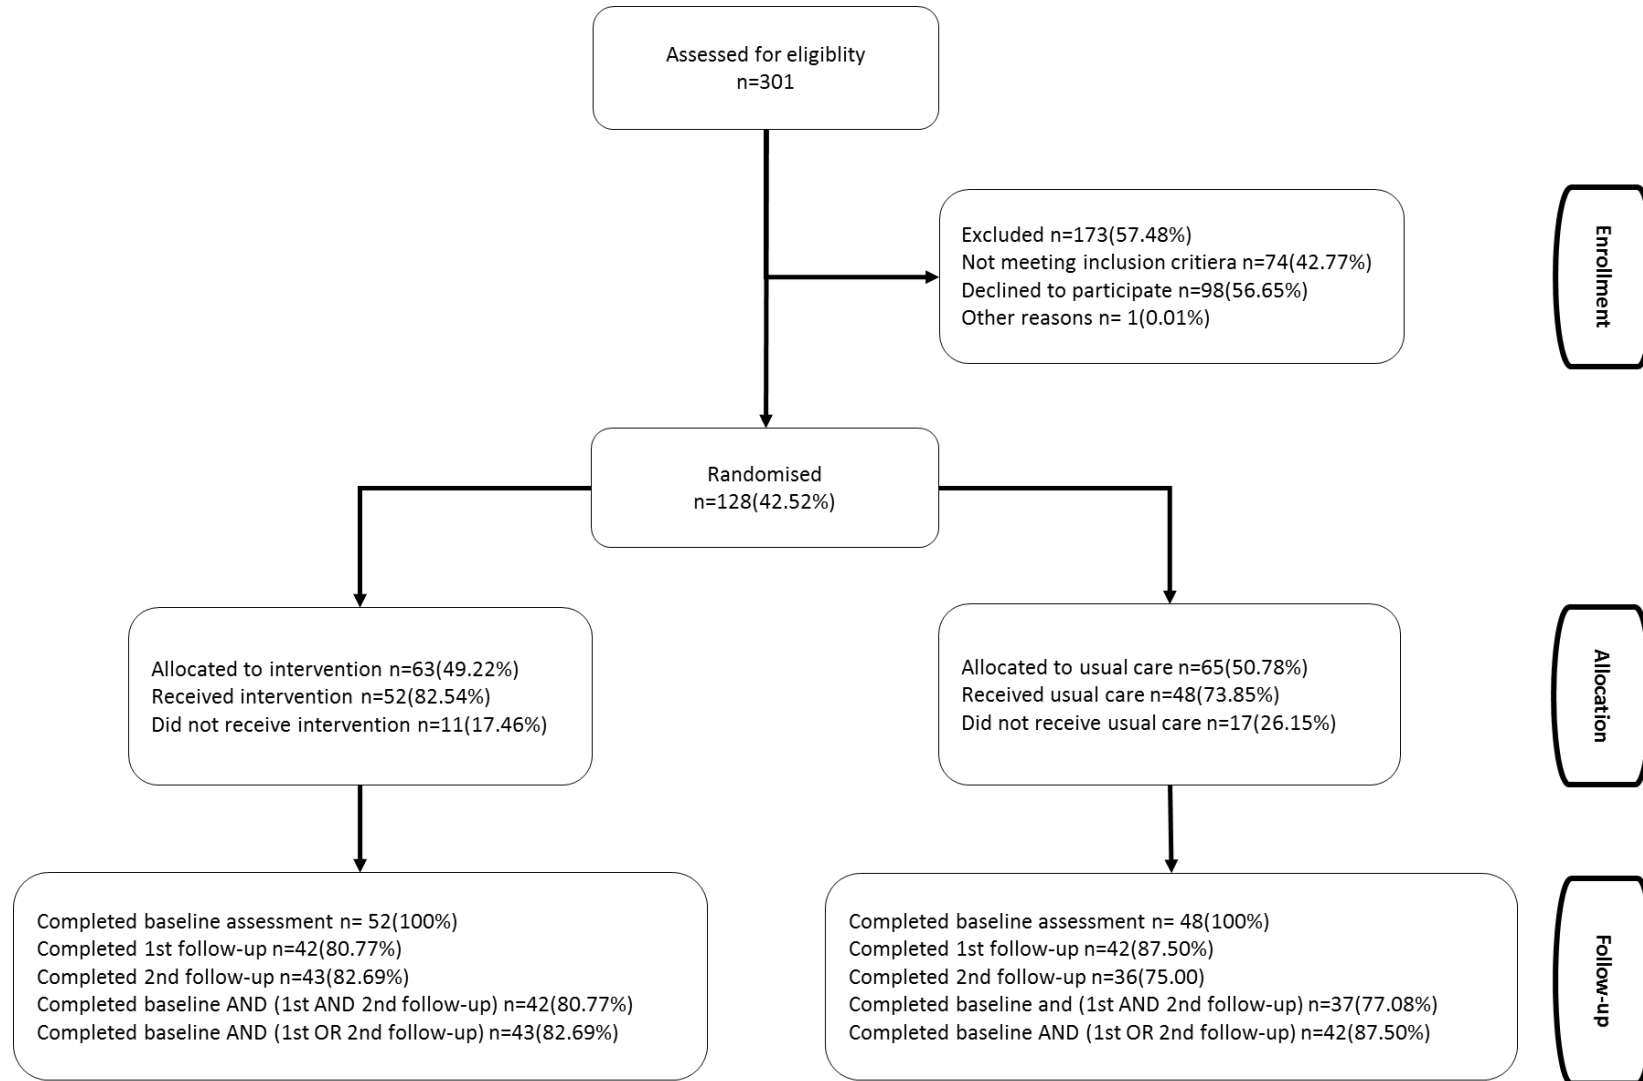 Assessed for eligiblity
n=301
Excluded n=173(57.48%)
Not meeting inclusion critiera n=74(42.77%)
Declined to participate n=98(56.65%)
Other reasons n= 1(0.01%)
Enrollment
Randomised
n=128(42.52%)
Allocated to intervention n=63(49.22%)
Received intervention n=52(82.54%)
Did not receive intervention n=11(17.46%)
Allocated to usual care n=65(50.78%)
Received usual care n=48(73.85%)
Did not receive usual care n=17(26.15%)
Allocation
Completed baseline assessment n= 52(100%)
Completed 1st follow-up n=42(80.77%)
Completed 2nd follow-up n=43(82.69%)
Completed baseline AND (1st AND 2nd follow-up) n=42(80.77%)
Completed baseline AND (1st OR 2nd follow-up) n=43(82.69%)
Completed baseline assessment n= 48(100%)
Completed 1st follow-up n=42(87.50%)
Completed 2nd follow-up n=36(75.00)
Completed baseline and (1st AND 2nd follow-up) n=37(77.08%)
Completed baseline AND (1st OR 2nd follow-up) n=42(87.50%)
Follow-up